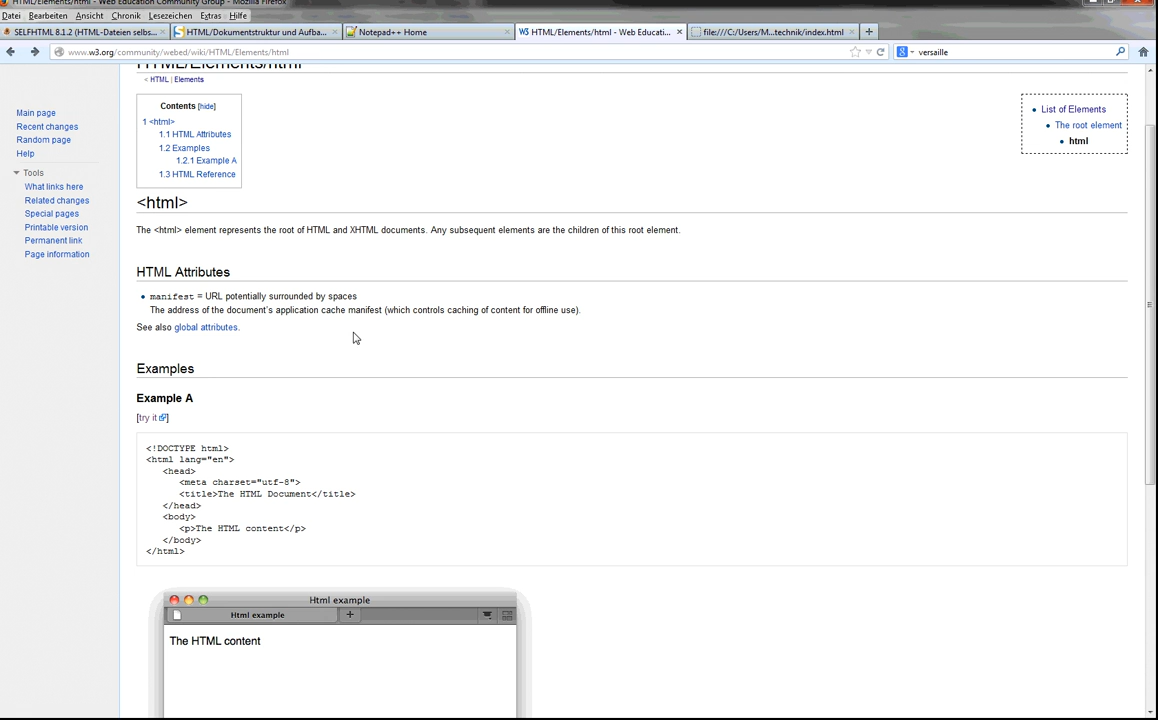 HTML/Elements/html - Web Education Community Group - Mozilla Firefox
Datei Bearbeiten Ansicht Chronik Lesezeichen Extras Hilfe
SELFHTML 8.1.2 (HTML-Dateien selbs... HTML/Dokumentstruktur und Aufba... Notepad++ Home HTML/Elements/html - Web Educati... file:///C:/Users/M...technik/index.html
www.w3.org/community/webed/wiki/HTML/Elements/html versaille
HTML/Elements/html
< HTML | Elements
Main page
Recent changes
Random page
Help
Tools
What links here
Related changes
Special pages
Printable version
Permanent link
Page information
Contents [hide]
1 <html>
1.1 HTML Attributes
1.2 Examples
1.2.1 Example A
1.3 HTML Reference
List of Elements
The root element
html
<html>
The <html> element represents the root of HTML and XHTML documents. Any subsequent elements are the children of this root element.
HTML Attributes
manifest = URL potentially surrounded by spaces
The address of the document's application cache manifest (which controls caching of content for offline use).
See also global attributes.
Examples
Example A
[try it]
<!DOCTYPE html>
<html lang="en">
<head>
<meta charset="utf-8">
<title>The HTML Document</title>
</head>
<body>
<p>The HTML content</p>
</body>
</html>
Html example
Html example
The HTML content